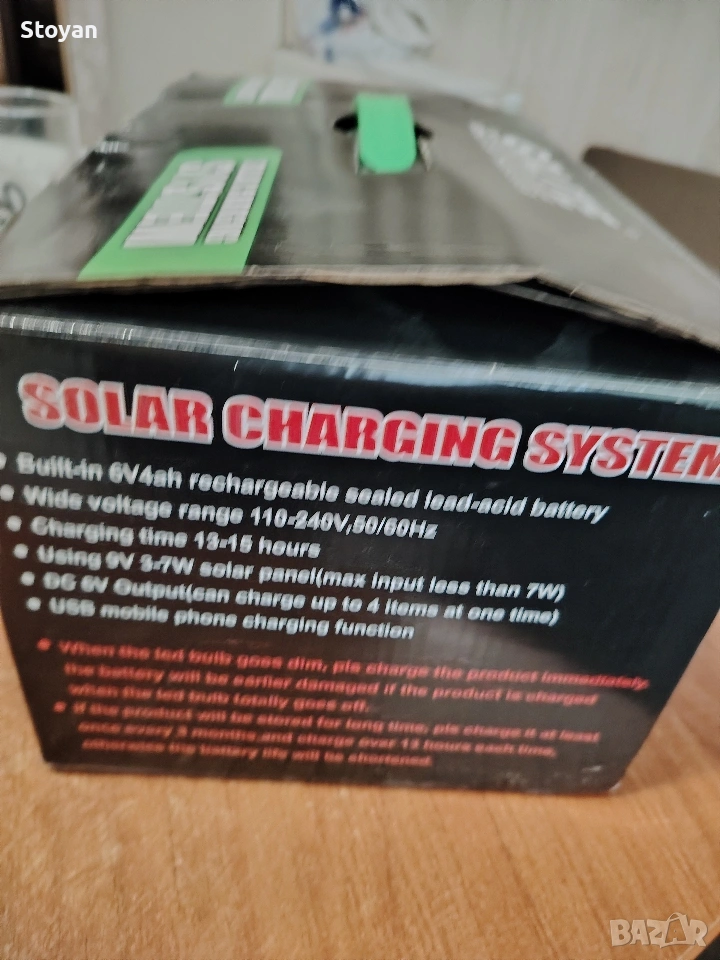 Stoyan
SOLAR CHARGING SYSTEM
• Built-in 6V4ah rechargeable sealed lead-acid battery
• Wide voltage range 110-240V,50/60Hz
• Charging time 13-15 hours
• Using 9V 3-7W solar panel(max input less than 7W)
• DC 6V Output(can charge up to 4 items at one time)
• USB mobile phone charging function
• When the led bulb goes dim, pls charge the product immediately,
the battery will be earlier damaged if the product is charged
when the led bulb totally goes off.
• If the product will be stored for long time, pls charge it at least
once every 3 months,and charge over 12 hours each time,
otherwise the battery life will be shortened.
BAZAR